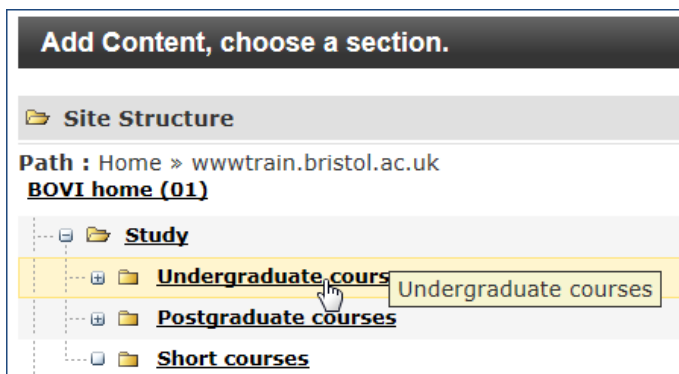 Add Content, choose a section.
Site Structure
Path : Home » wwwtrain.bristol.ac.uk
BOVI home (01)
Study
Undergraduate cours
Undergraduate courses
Postgraduate courses
Short courses